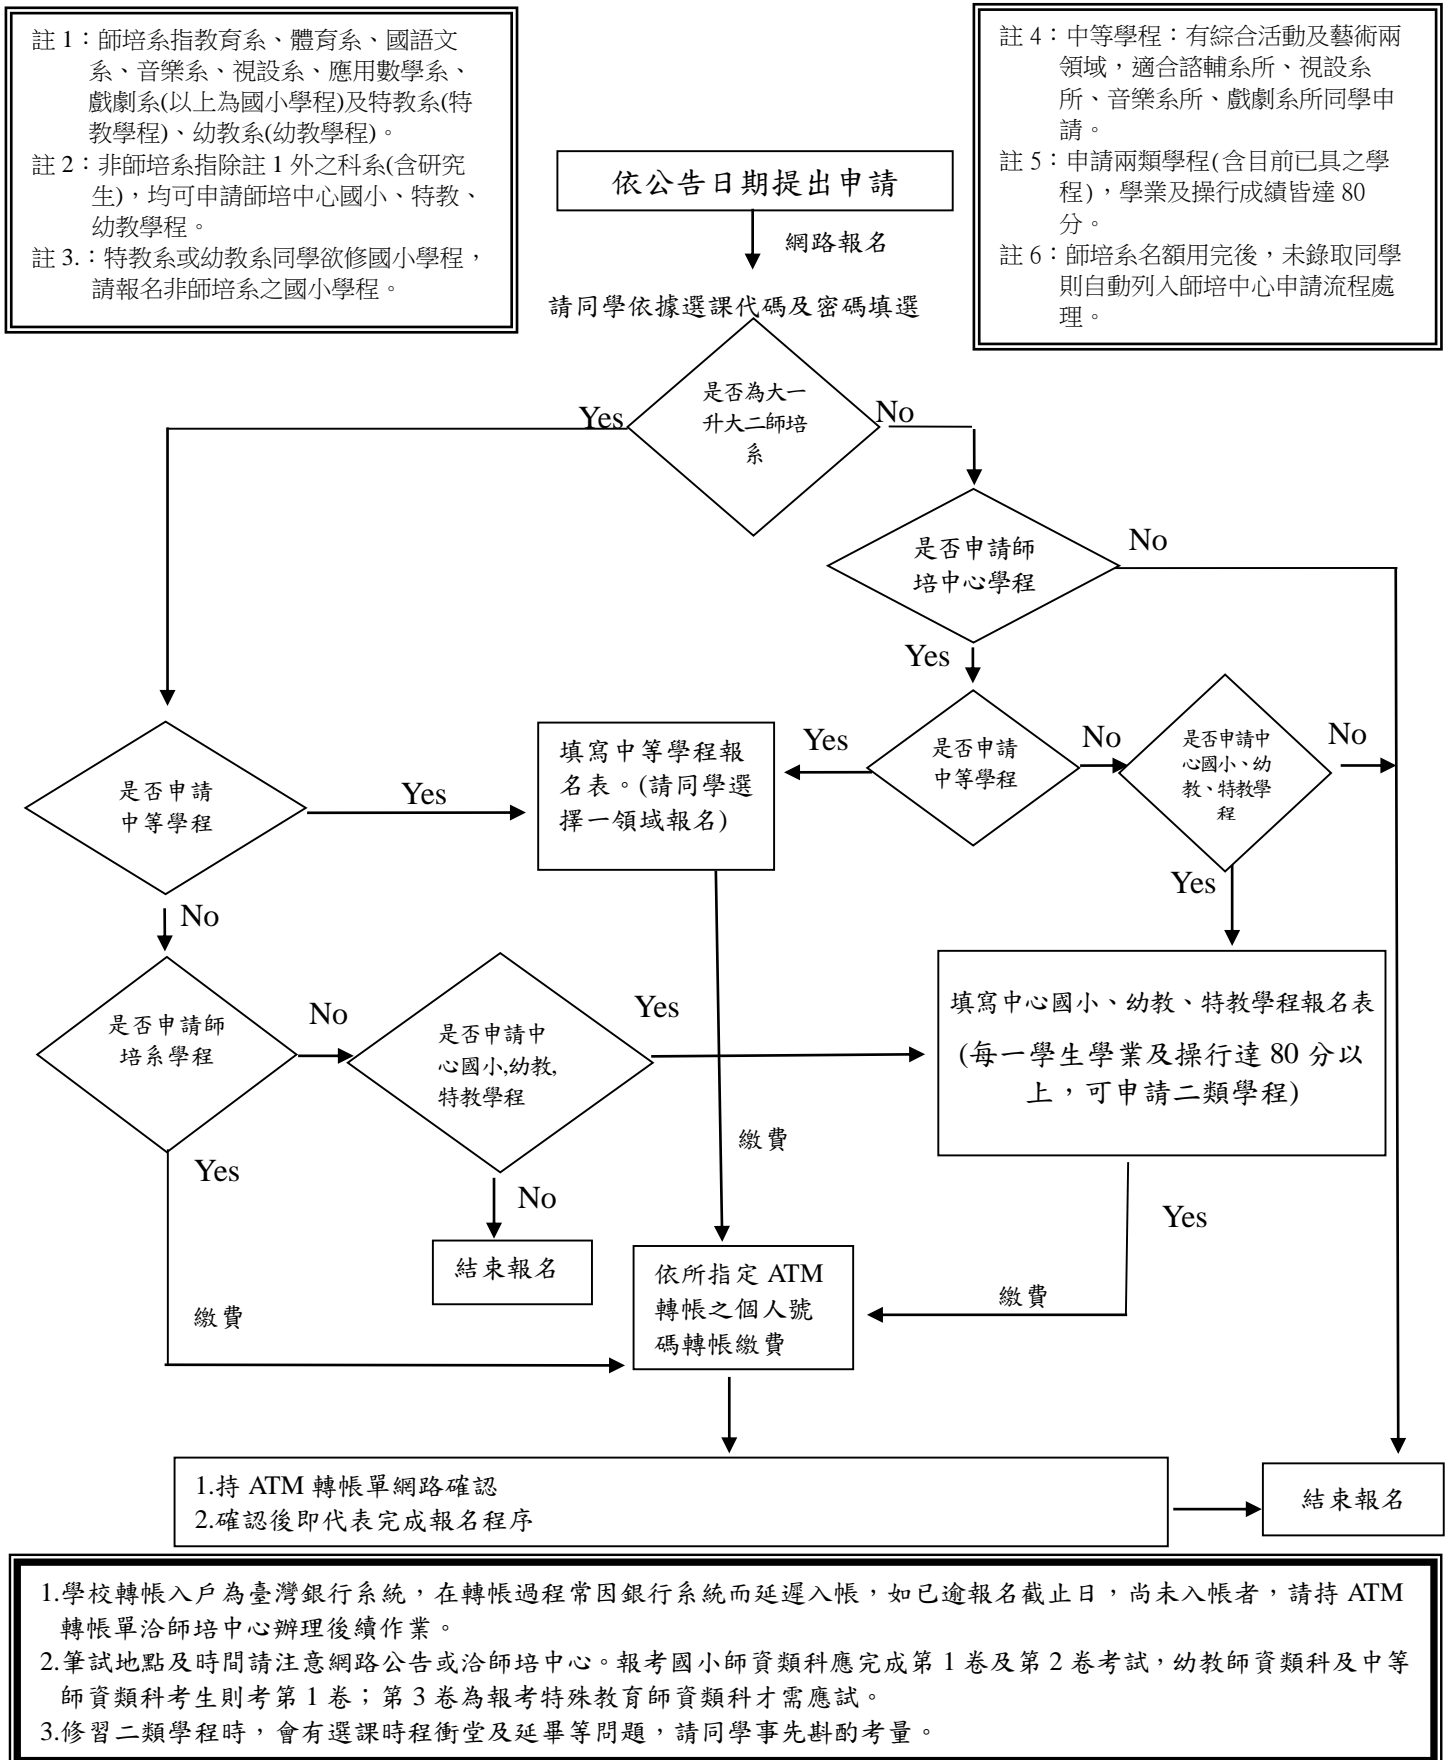 註 1：師培系指教育系、體育系、國語文
系、音樂系、視設系、應用數學系、
戲劇系(以上為國小學程)及特教系(特
教學程)、幼教系(幼教學程)。
註 2：非師培系指除註 1 外之科系(含研究
生)，均可申請師培中心國小、特教、
幼教學程。
註 3.：特教系或幼教系同學欲修國小學程，
請報名非師培系之國小學程。
註 4：中等學程：有綜合活動及藝術兩
領域，適合諮輔系所、視設系
所、音樂系所、戲劇系所同學申
請。
註 5：申請兩類學程(含目前已具之學
程)，學業及操行成績皆達 80
分。
註 6：師培系名額用完後，未錄取同學
則自動列入師培中心申請流程處
理。
依公告日期提出申請
網路報名
請同學依據選課代碼及密碼填選
是否為大一
升大二師培
系
Yes
No
是否申請師
培中心學程
No
Yes
是否申請
中等學程
Yes
填寫中等學程報
名表。(請同學選
擇一領域報名)
Yes
是否申請
中等學程
No
是否申請中
心國小、幼
教、特教學
程
No
Yes
No
是否申請師
培系學程
No
是否申請中
心國小,幼教,
特教學程
Yes
填寫中心國小、幼教、特教學程報名表
(每一學生學業及操行達 80 分以
上，可申請二類學程)
繳費
Yes
No
Yes
結束報名
依所指定 ATM
轉帳之個人號
碼轉帳繳費
繳費
繳費
1.持 ATM 轉帳單網路確認
2.確認後即代表完成報名程序
結束報名
1.學校轉帳入戶為臺灣銀行系統，在轉帳過程常因銀行系統而延遲入帳，如已逾報名截止日，尚未入帳者，請持 ATM
轉帳單洽師培中心辦理後續作業。
2.筆試地點及時間請注意網路公告或洽師培中心。報考國小師資類科應完成第 1 卷及第 2 卷考試，幼教師資類科及中等
師資類科考生則考第 1 卷；第 3 卷為報考特殊教育師資類科才需應試。
3.修習二類學程時，會有選課時程衝堂及延畢等問題，請同學事先斟酌考量。